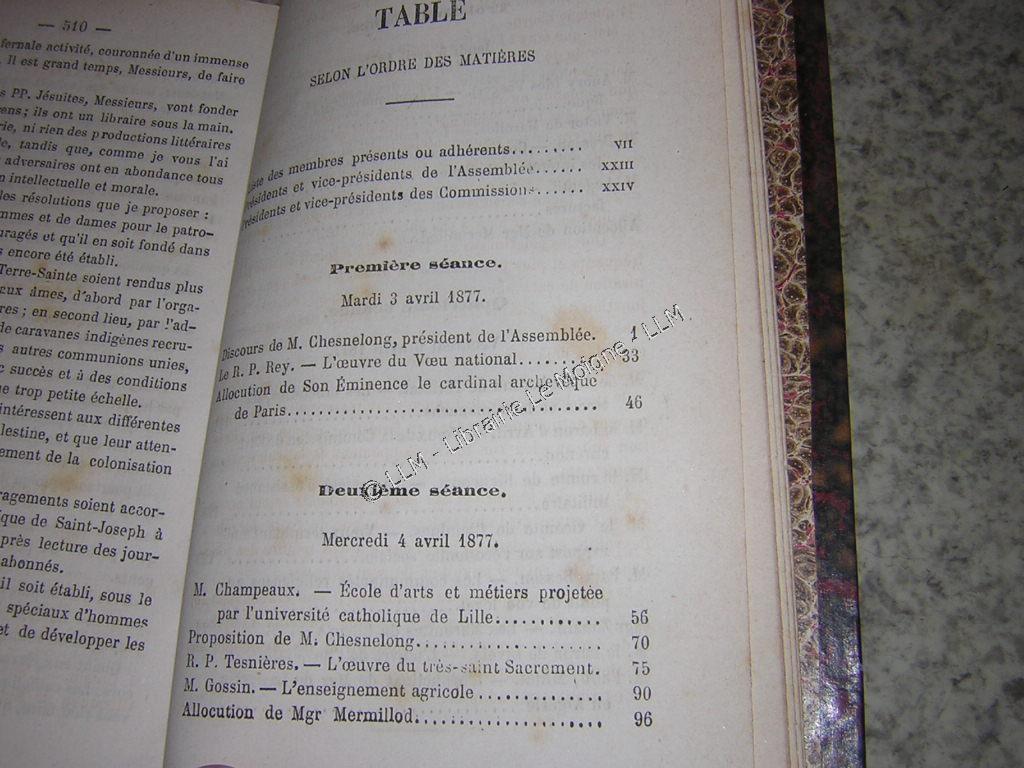 — 510 —
fernale activité, couronnée d'un immense
Il est grand temps, Messieurs, de faire
PP. Jésuites, Messieurs, vont fonder
ens; ils ont un libraire sous la main.
rie, ni rien des productions littéraires
tandis que, comme je vous l'ai
adversaires ont en abondance tous
intellectuelle et morale.
les résolutions que je proposer :
mmes et de dames pour le patro-
uragés et qu'il en soit fondé dans
encore été établi.
Terre-Sainte soient rendus plus
aux âmes, d'abord par l'orga-
res; en second lieu, par l'ad-
de caravanes indigènes recru-
autres communions unies,
succès et à des conditions
trop petite échelle.
intéressent aux différentes
lestine, et que leur atten-
ement de la colonisation
ragements soient accor-
ique de Saint-Joseph à
près lecture des jour-
abonnés.
il soit établi, sous le
spéciaux d'hommes
et de développer les
TABLE
SELON L'ORDRE DES MATIÈRES
iste des membres présents ou adhérents.......... VII
résidents et vice-présidents de l'Assemblée...... XXIII
Présidents et vice-présidents des Commissions...... XXIV
Première séance.
Mardi 3 avril 1877.
Discours de M. Chesnelong, président de l'Assemblée. 1
Le R. P. Rey. — L'œuvre du Vœu national.......... 33
Allocution de Son Éminence le cardinal archevêque
de Paris.................................... 46
Deuxième séance.
Mercredi 4 avril 1877.
M. Champeaux. — École d'arts et métiers projetée
par l'université catholique de Lille............ 56
Proposition de M. Chesnelong.................... 70
R. P. Tesnières. — L'œuvre du très-saint Sacrement. 75
M. Gossin. — L'enseignement agricole.............. 90
Allocution de Mgr Mermillod..................... 96
© LLM - Librairie Le Moigne - LLM